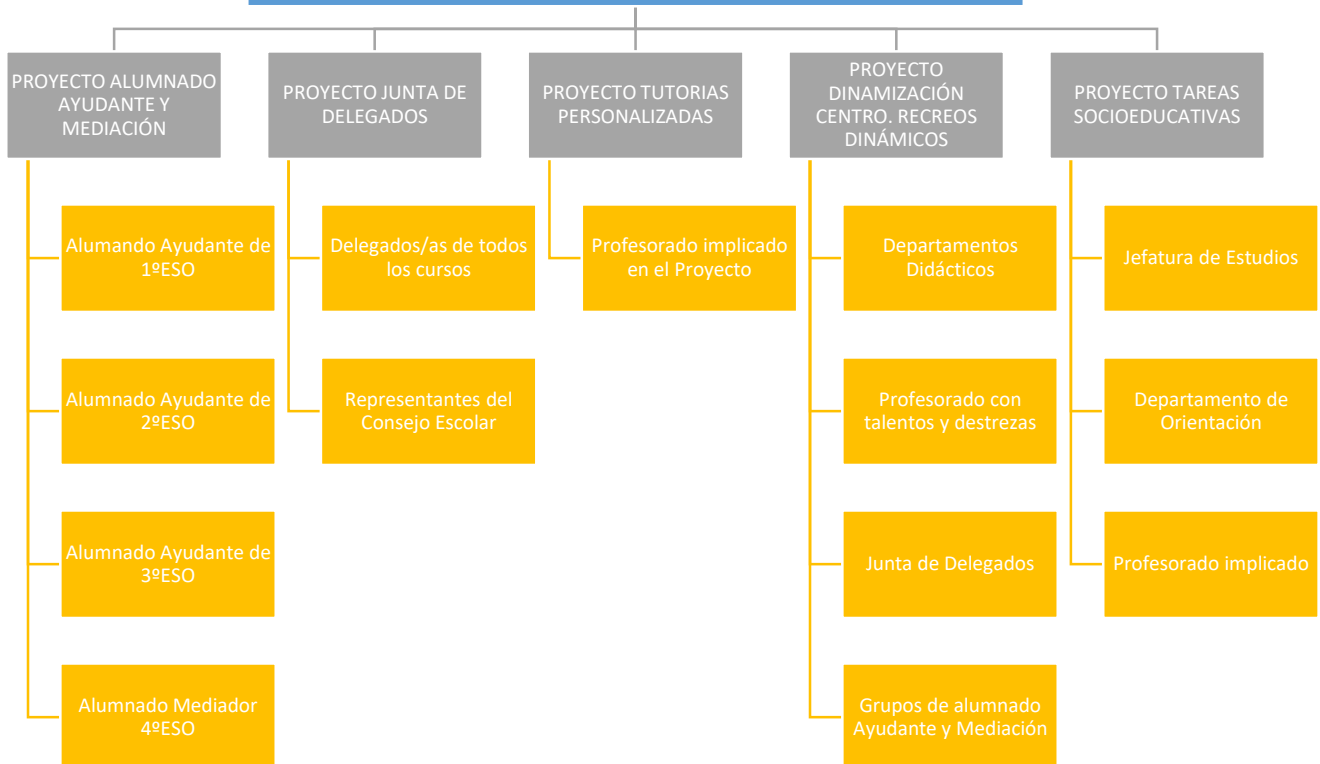 PROYECTO ALUMNADO
AYUDANTE Y
MEDIACIÓN
Alumando Ayudante de
1ºESO
Alumnado Ayudante de
2ºESO
Alumnado Ayudante de
3ºESO
Alumnado Mediador
4ºESO
PROYECTO JUNTA DE
DELEGADOS
Delegados/as de todos
los cursos
Representantes del
Consejo Escolar
PROYECTO TUTORIAS
PERSONALIZADAS
Profesorado implicado
en el Proyecto
PROYECTO
DINAMIZACIÓN
CENTRO. RECREOS
DINÁMICOS
Departamentos
Didácticos
Profesorado con
talentos y destrezas
Junta de Delegados
Grupos de alumnado
Ayudante y Mediación
PROYECTO TAREAS
SOCIOEDUCATIVAS
Jefatura de Estudios
Departamento de
Orientación
Profesorado implicado